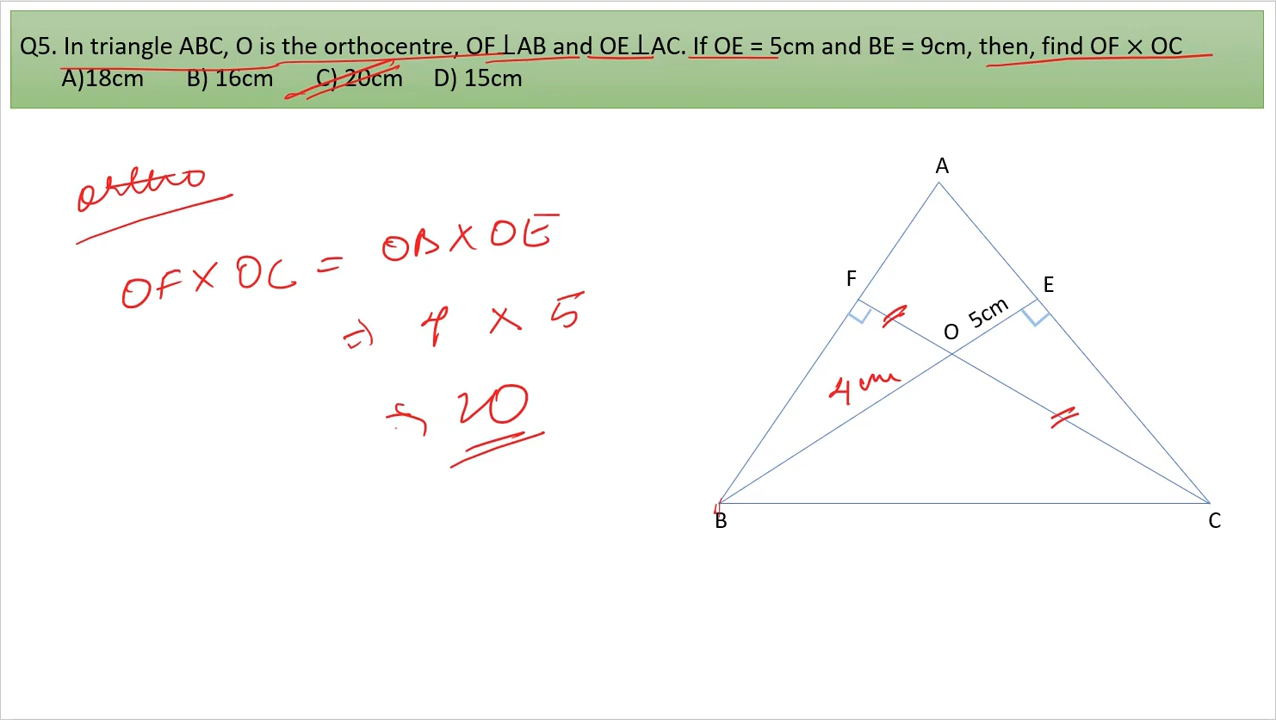 Q5. In triangle ABC, O is the orthocentre, OF⊥AB and OE⊥AC. If OE = 5cm and BE = 9cm, then, find OF × OC
A)18cm B) 16cm C) 20cm D) 15cm
ortho
OF × OC = OB × OE
⇒ 4 × 5
⇒ 20
A
F
E
O 5cm
4cm
B
C